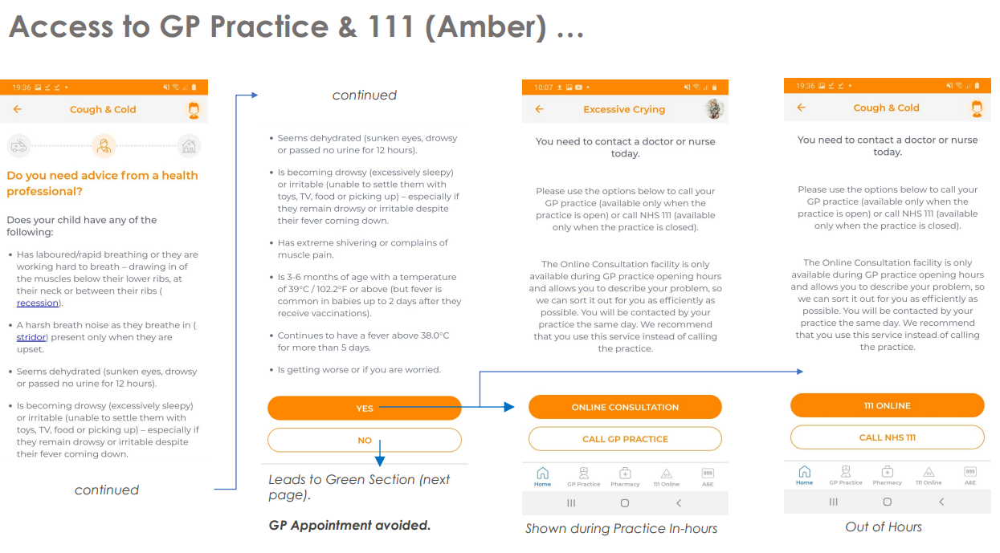 Access to GP Practice & 111 (Amber) ...
19:36
Cough & Cold
Do you need advice from a health
professional?
Does your child have any of the
following:
• Has laboured/rapid breathing or they are
working hard to breath – drawing in of
the muscles below their lower ribs, at
their neck or between their ribs (
recession).
• A harsh breath noise as they breathe in (
stridor) present only when they are
upset.
• Seems dehydrated (sunken eyes, drowsy
or passed no urine for 12 hours).
• Is becoming drowsy (excessively sleepy)
or irritable (unable to settle them with
toys, TV, food or picking up) – especially if
they remain drowsy or irritable despite
their fever coming down.
continued
continued
• Seems dehydrated (sunken eyes, drowsy
or passed no urine for 12 hours).
• Is becoming drowsy (excessively sleepy)
or irritable (unable to settle them with
toys, TV, food or picking up) – especially if
they remain drowsy or irritable despite
their fever coming down.
• Has extreme shivering or complains of
muscle pain.
• Is 3-6 months of age with a temperature
of 39°C / 102.2°F or above (but fever is
common in babies up to 2 days after they
receive vaccinations).
• Continues to have a fever above 38.0°C
for more than 5 days.
• Is getting worse or if you are worried.
YES
NO
Leads to Green Section (next
page).
GP Appointment avoided.
10:07
Excessive Crying
You need to contact a doctor or nurse
today.
Please use the options below to call your
GP practice (available only when the
practice is open) or call NHS 111 (available
only when the practice is closed).
The Online Consultation facility is only
available during GP practice opening hours
and allows you to describe your problem, so
we can sort it out for you as efficiently as
possible. You will be contacted by your
practice the same day. We recommend
that you use this service instead of calling
the practice.
ONLINE CONSULTATION
CALL GP PRACTICE
999
Home GP Practice Pharmacy 111 Online A&E
Shown during Practice In-hours
19:36
Cough & Cold
You need to contact a doctor or nurse
today.
Please use the options below to call your
GP practice (available only when the
practice is open) or call NHS 111 (available
only when the practice is closed).
The Online Consultation facility is only
available during GP practice opening hours
and allows you to describe your problem, so
we can sort it out for you as efficiently as
possible. You will be contacted by your
practice the same day. We recommend
that you use this service instead of calling
the practice.
111 ONLINE
CALL NHS 111
999
Home GP Practice Pharmacy 111 Online A&E
Out of Hours